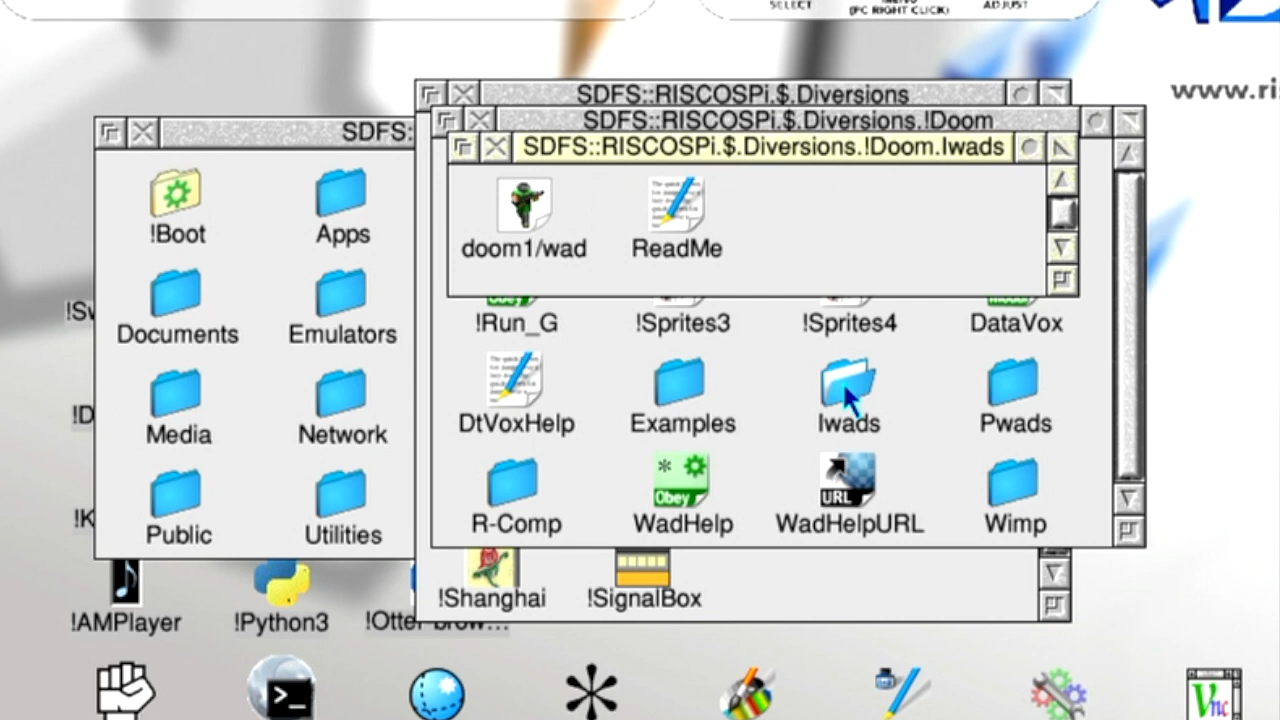 SELECT
(PC RIGHT CLICK)
ADJUST
www.ri
SDFS::RISCOSPi.$.Diversions
SDFS::RISCOSPi.$.Diversions.!Doom
SDFS::RISCOSPi.$.Diversions.!Doom.Iwads
SDFS:
doom1/wad
ReadMe
!Boot
Apps
Documents
Emulators
Media
Network
Public
Utilities
!Run_G
!Sprites3
!Sprites4
DataVox
DtVoxHelp
Examples
Iwads
Pwads
R-Comp
WadHelp
WadHelpURL
Wimp
Obey
URL
!Shanghai
!SignalBox
!AMPlayer
!Python3
!Otter-brow…
Vnc